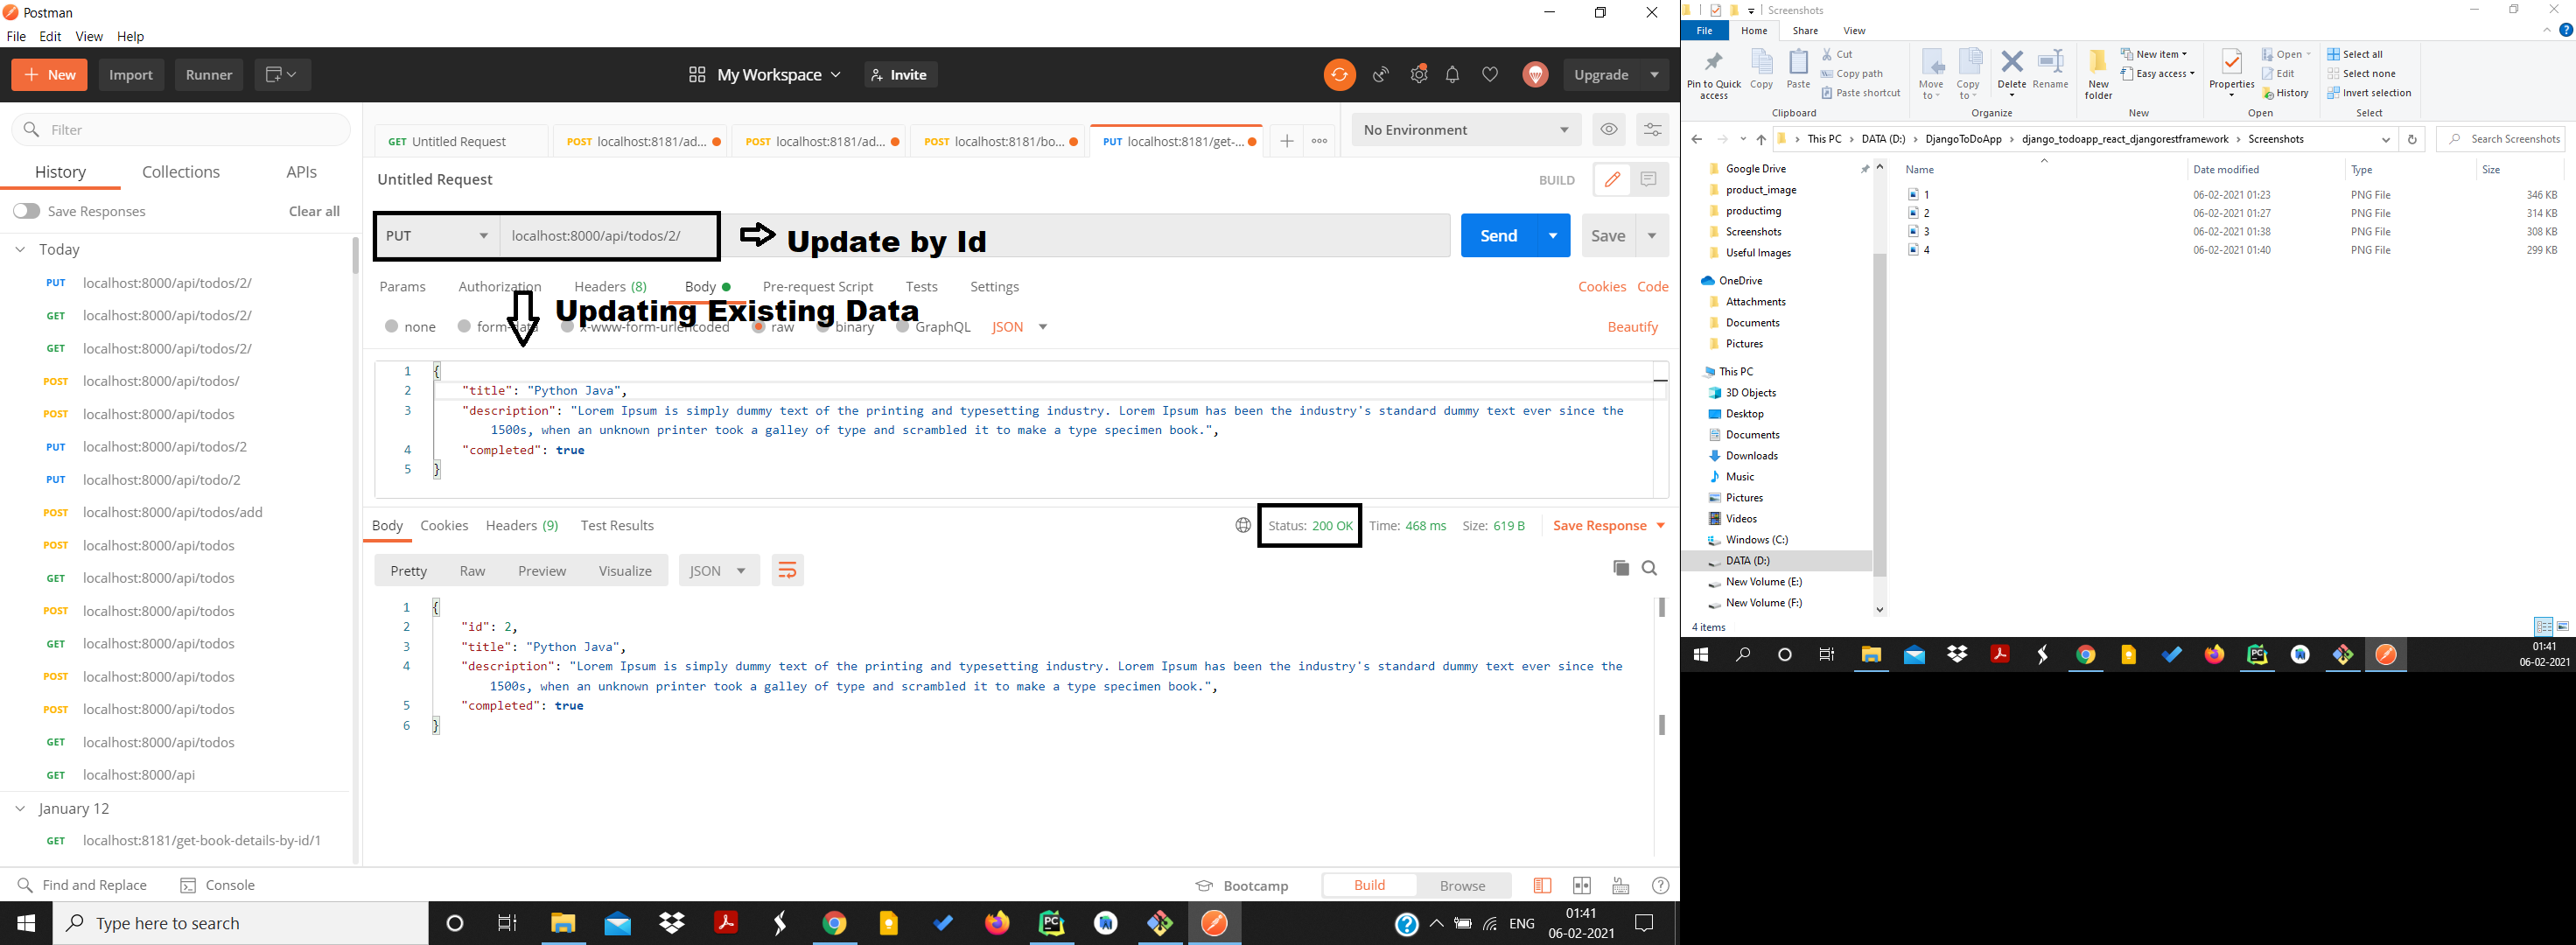 Postman
File Edit View Help
New Import Runner My Workspace Invite Upgrade
Filter
History Collections APIs
Save Responses Clear all
Today
PUT localhost:8000/api/todos/2/
GET localhost:8000/api/todos/2/
GET localhost:8000/api/todos/2/
POST localhost:8000/api/todos/
POST localhost:8000/api/todos
PUT localhost:8000/api/todos/2
PUT localhost:8000/api/todo/2
POST localhost:8000/api/todos/add
POST localhost:8000/api/todos
GET localhost:8000/api/todos
POST localhost:8000/api/todos
GET localhost:8000/api/todos
POST localhost:8000/api/todos
POST localhost:8000/api/todos
GET localhost:8000/api/todos
GET localhost:8000/api
January 12
GET localhost:8181/get-book-details-by-id/1
GET Untitled Request POST localhost:8181/ad... POST localhost:8181/ad... POST localhost:8181/bo... PUT localhost:8181/get-...
No Environment
Untitled Request BUILD
PUT localhost:8000/api/todos/2/ Update by Id Send Save
Params Authorization Headers (8) Body Pre-request Script Tests Settings Cookies Code
Updating Existing Data
none form-data x-www-form-urlencoded raw binary GraphQL JSON Beautify
1 {
2 "title": "Python Java",
3 "description": "Lorem Ipsum is simply dummy text of the printing and typesetting industry. Lorem Ipsum has been the industry's standard dummy text ever since the
1500s, when an unknown printer took a galley of type and scrambled it to make a type specimen book.",
4 "completed": true
5 }
Body Cookies Headers (9) Test Results Status: 200 OK Time: 468 ms Size: 619 B Save Response
Pretty Raw Preview Visualize JSON
1 {
2 "id": 2,
3 "title": "Python Java",
4 "description": "Lorem Ipsum is simply dummy text of the printing and typesetting industry. Lorem Ipsum has been the industry's standard dummy text ever since the
1500s, when an unknown printer took a galley of type and scrambled it to make a type specimen book.",
5 "completed": true
6 }
Find and Replace Console Bootcamp Build Browse
Type here to search
PC
ENG
01:41
06-02-2021
Screenshots
File Home Share View
Pin to Quick access Copy Paste Cut Copy path Paste shortcut
Move to Copy to Delete Rename New folder New item Easy access
Properties Open Edit History Select all Select none Invert selection
Clipboard Organize New Open Select
This PC DATA (D:) DjangoToDoApp django_todoapp_react_djangorestframework Screenshots Search Screenshots
Google Drive
product_image
productimg
Screenshots
Useful Images
OneDrive
Attachments
Documents
Pictures
This PC
3D Objects
Desktop
Documents
Downloads
Music
Pictures
Videos
Windows (C:)
DATA (D:)
New Volume (E:)
New Volume (F:)
Name Date modified Type Size
1 06-02-2021 01:23 PNG File 346 KB
2 06-02-2021 01:27 PNG File 314 KB
3 06-02-2021 01:38 PNG File 308 KB
4 06-02-2021 01:40 PNG File 299 KB
4 items
PC
01:41
06-02-2021